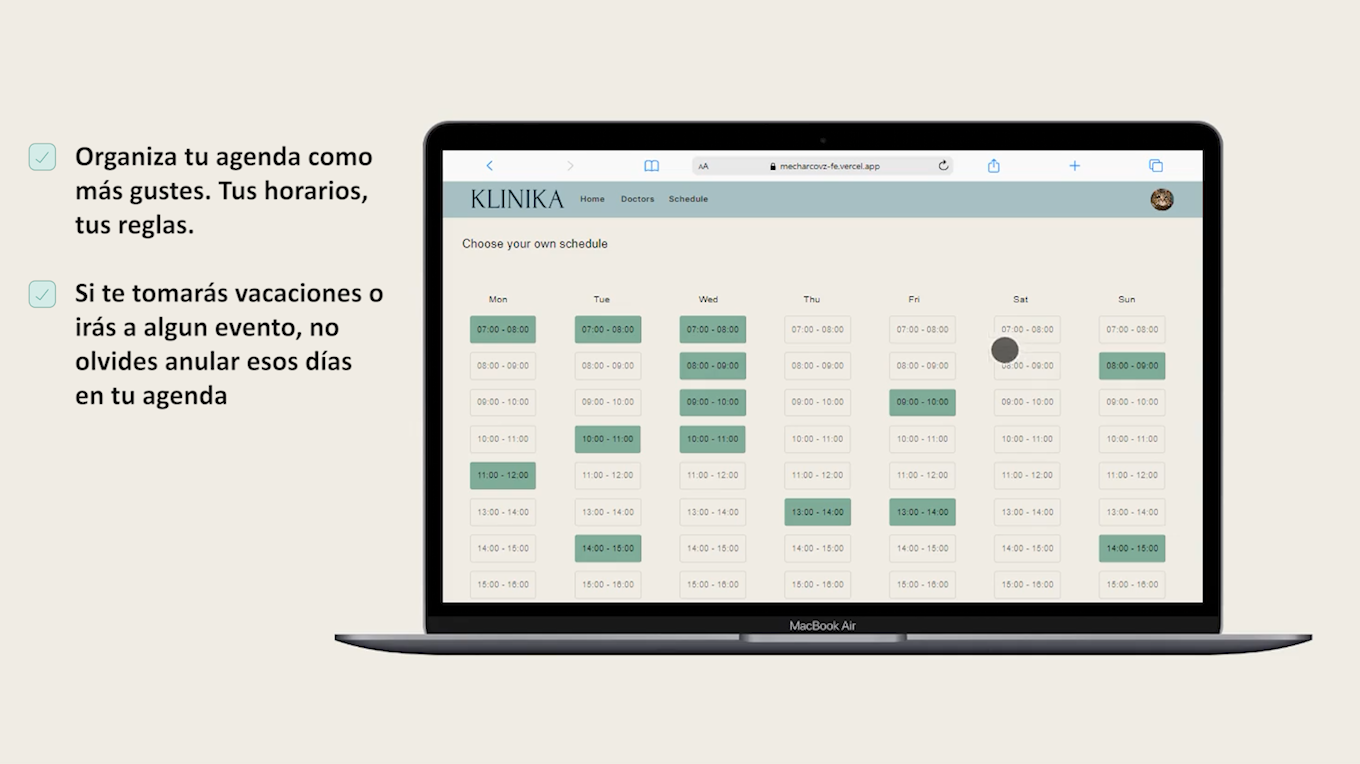 Organiza tu agenda como
más gustes. Tus horarios,
tus reglas.
Si te tomarás vacaciones o
irás a algun evento, no
olvides anular esos días
en tu agenda
AA mecharcovz-fe.vercel.app
KLINIKA Home Doctors Schedule
Choose your own schedule
Mon Tue Wed Thu Fri Sat Sun
07:00 - 08:00 07:00 - 08:00 07:00 - 08:00 07:00 - 08:00 07:00 - 08:00 07:00 - 08:00 07:00 - 08:00
08:00 - 09:00 08:00 - 09:00 08:00 - 09:00 08:00 - 09:00 08:00 - 09:00 08:00 - 09:00 08:00 - 09:00
09:00 - 10:00 09:00 - 10:00 09:00 - 10:00 09:00 - 10:00 09:00 - 10:00 09:00 - 10:00 09:00 - 10:00
10:00 - 11:00 10:00 - 11:00 10:00 - 11:00 10:00 - 11:00 10:00 - 11:00 10:00 - 11:00 10:00 - 11:00
11:00 - 12:00 11:00 - 12:00 11:00 - 12:00 11:00 - 12:00 11:00 - 12:00 11:00 - 12:00 11:00 - 12:00
13:00 - 14:00 13:00 - 14:00 13:00 - 14:00 13:00 - 14:00 13:00 - 14:00 13:00 - 14:00 13:00 - 14:00
14:00 - 15:00 14:00 - 15:00 14:00 - 15:00 14:00 - 15:00 14:00 - 15:00 14:00 - 15:00 14:00 - 15:00
15:00 - 16:00 15:00 - 16:00 15:00 - 16:00 15:00 - 16:00 15:00 - 16:00 15:00 - 16:00 15:00 - 16:00
MacBook Air